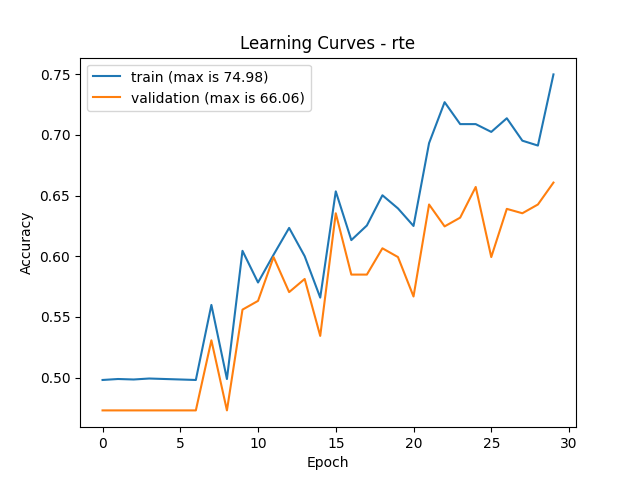 Learning Curves - rte
train (max is 74.98)
validation (max is 66.06)
Accuracy
0.75
0.70
0.65
0.60
0.55
0.50
0 5 10 15 20 25 30
Epoch